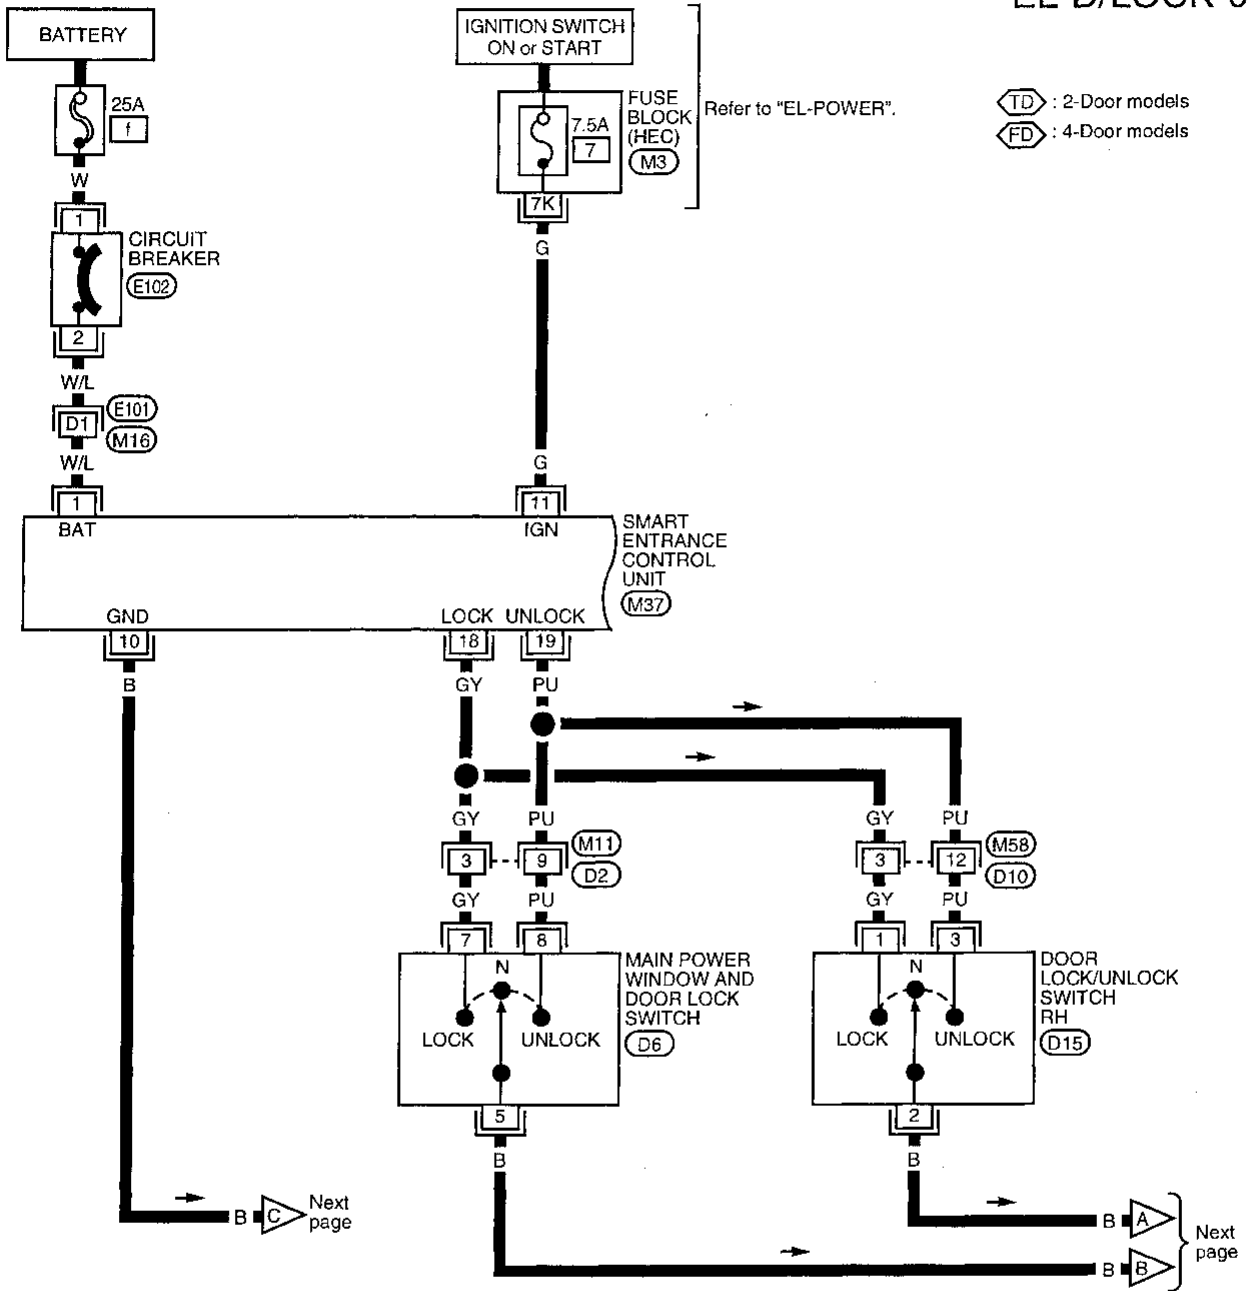 EL-D/LOCK-0
BATTERY
IGNITION SWITCH
ON or START
25A
f
FUSE
BLOCK
(HEC)
M3
7.5A
7
Refer to "EL-POWER".
TD : 2-Door models
FD : 4-Door models
W
7K
1
G
CIRCUIT
BREAKER
E102
2
W/L
D1
E101
M16
W/L
G
1
11
BAT
IGN
SMART
ENTRANCE
CONTROL
UNIT
M37
GND
LOCK
UNLOCK
10
18
19
B
GY
PU
GY
PU
GY
PU
3
9
M11
D2
3
12
M58
D10
GY
PU
GY
PU
7
8
1
3
N
LOCK
UNLOCK
MAIN POWER
WINDOW AND
DOOR LOCK
SWITCH
D6
N
LOCK
UNLOCK
DOOR
LOCK/UNLOCK
SWITCH
RH
D15
5
2
B
B
B
C
Next
page
B
A
B
B
Next
page